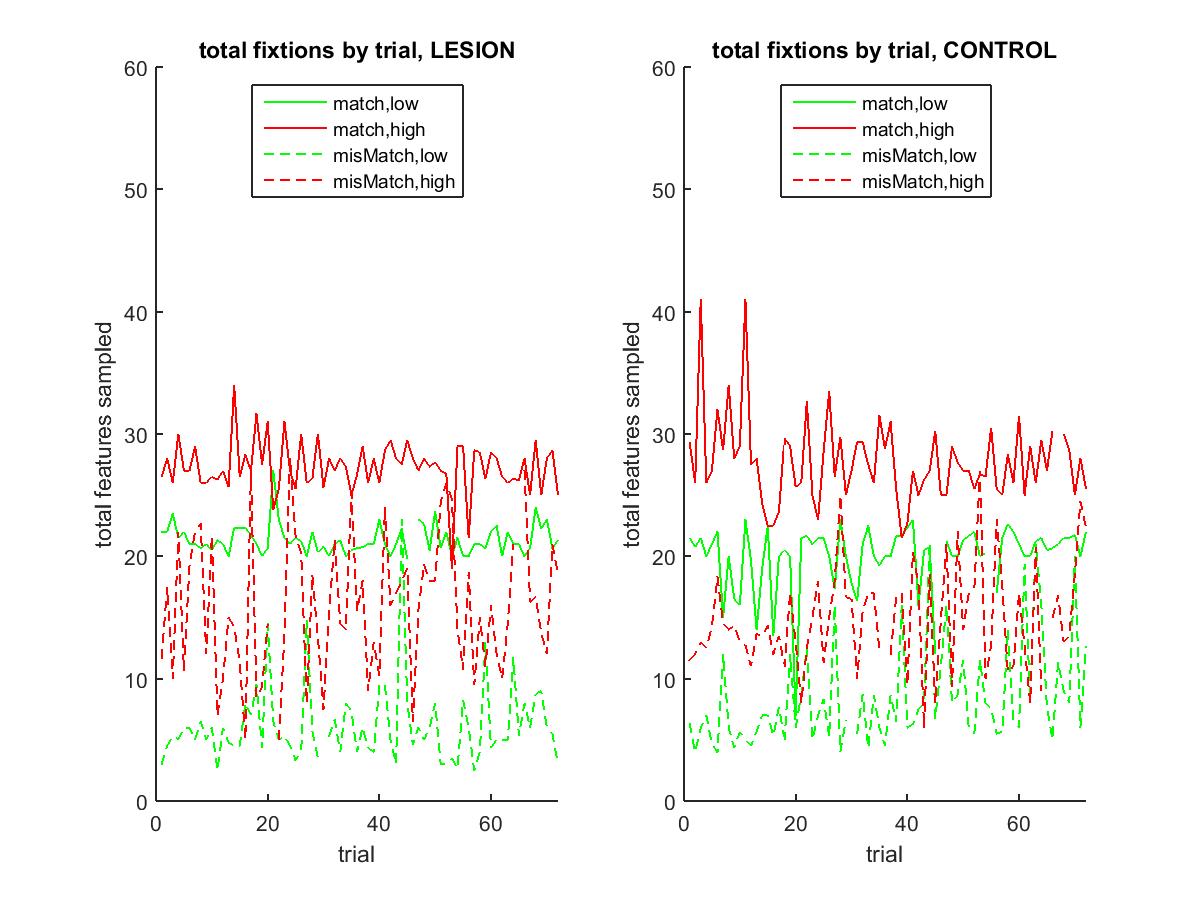 total fixtions by trial, LESION
match,low
match,high
misMatch,low
misMatch,high
60
50
40
30
20
10
0
total features sampled
0 20 40 60
trial
total fixtions by trial, CONTROL
match,low
match,high
misMatch,low
misMatch,high
60
50
40
30
20
10
0
total features sampled
0 20 40 60
trial